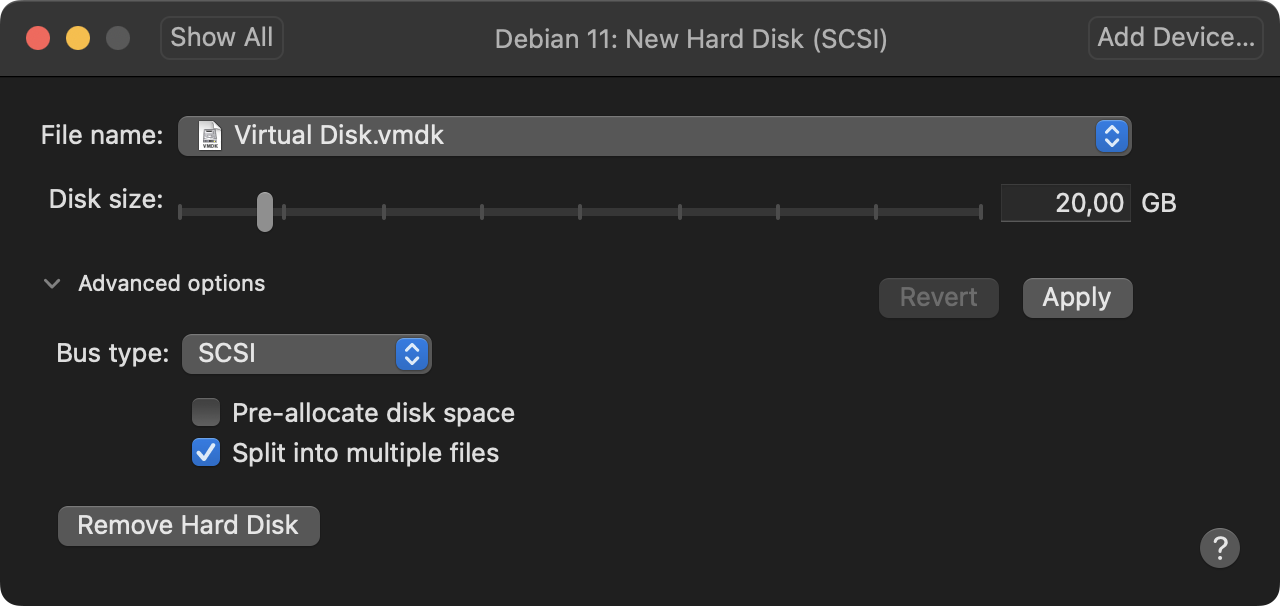 Show All
Debian 11: New Hard Disk (SCSI)
Add Device...
File name:
VMDK
Virtual Disk.vmdk
Disk size:
20,00 GB
Advanced options
Revert
Apply
Bus type:
SCSI
Pre-allocate disk space
Split into multiple files
Remove Hard Disk
?